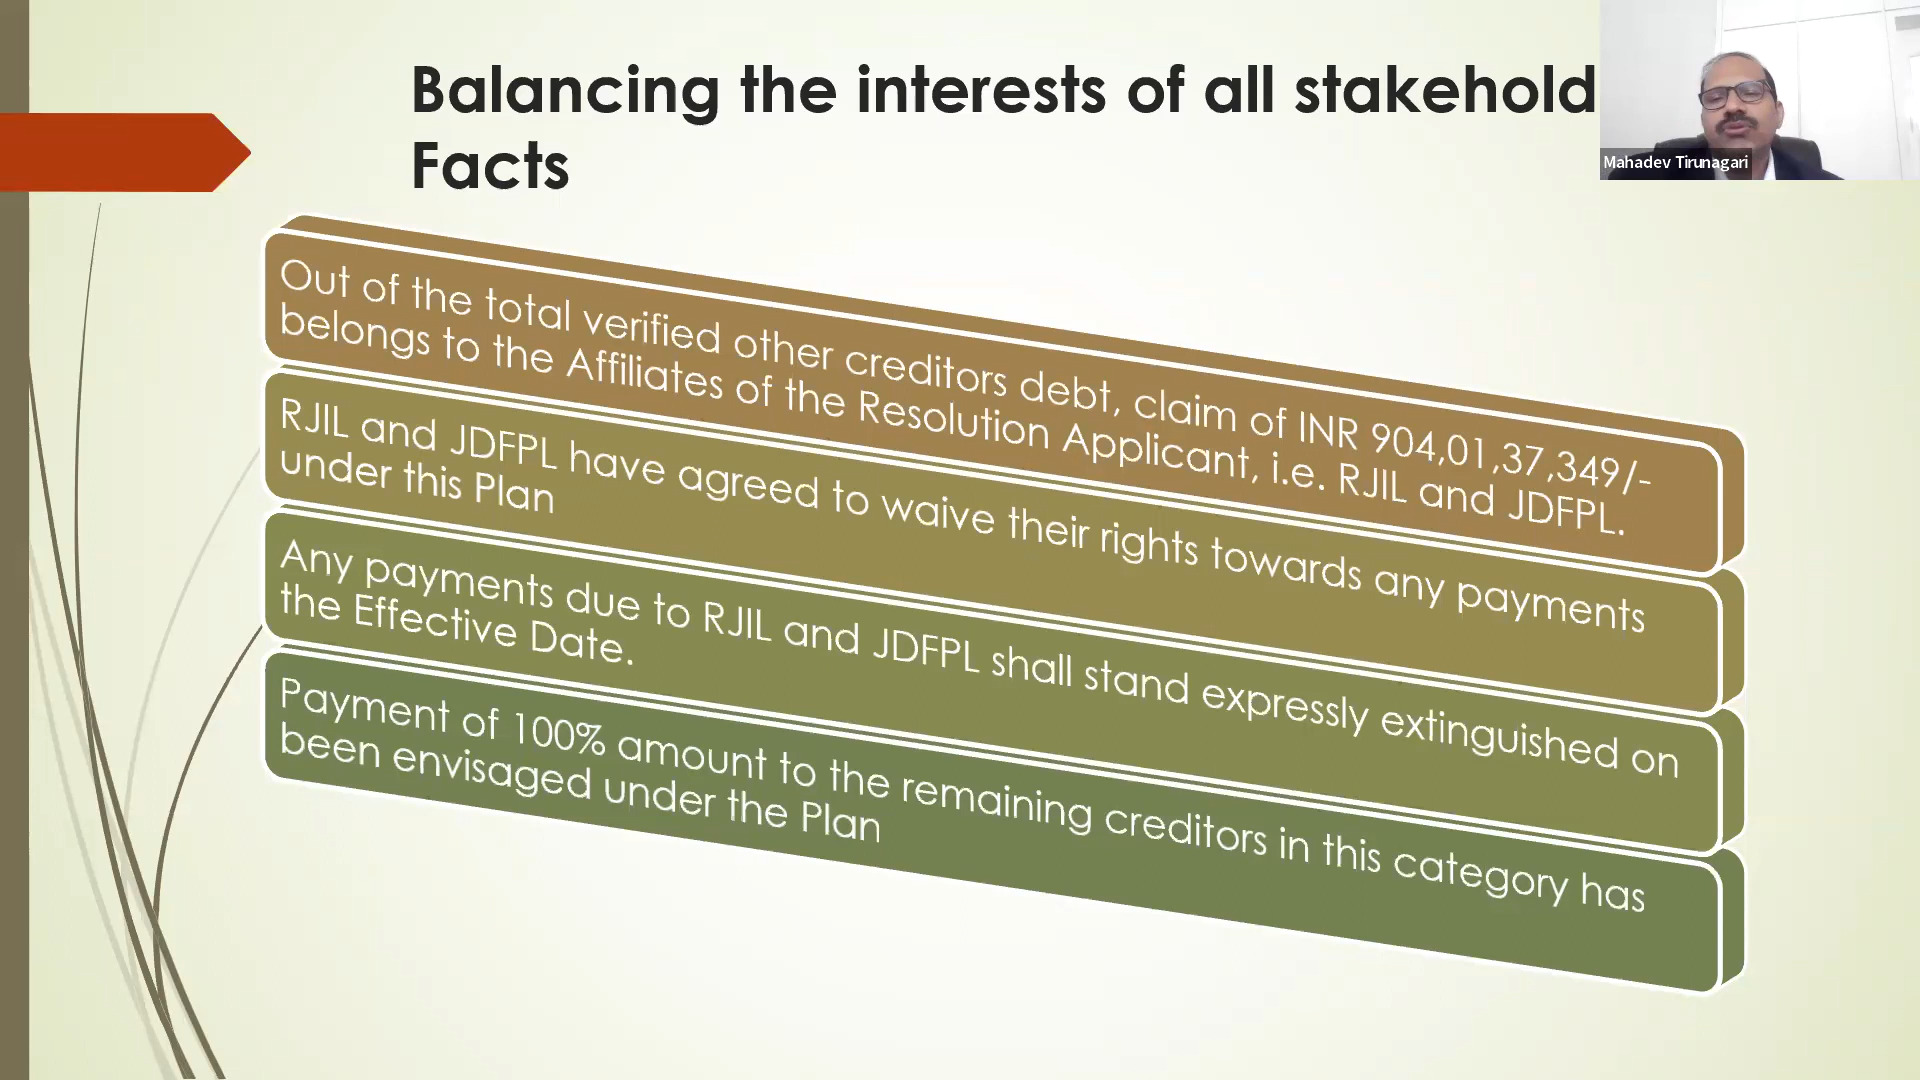 Balancing the interests of all stakehold
Facts
Mahadev Tirunagari
Out of the total verified other creditors debt, claim of INR 904,01,37,349/-
belongs to the Affiliates of the Resolution Applicant, i.e. RJIL and JDFPL.
RJIL and JDFPL have agreed to waive their rights towards any payments
under this Plan
Any payments due to RJIL and JDFPL shall stand expressly extinguished on
the Effective Date.
Payment of 100% amount to the remaining creditors in this category has
been envisaged under the Plan